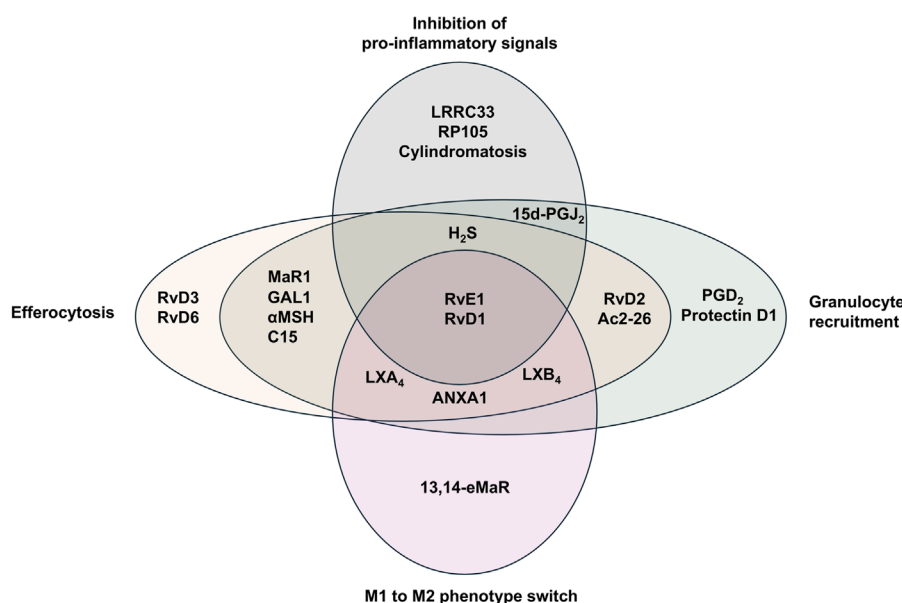 Inhibition of
pro-inflammatory signals
LRRC33
RP105
Cylindromatosis
15d-PGJ₂
H₂S
Efferocytosis
RvD3
RvD6
MaR1
GAL1
αMSH
C15
RvE1
RvD1
RvD2
Ac2-26
PGD₂
Protectin D1
Granulocyte
recruitment
LXA₄
LXB₄
ANXA1
13,14-eMaR
M1 to M2 phenotype switch